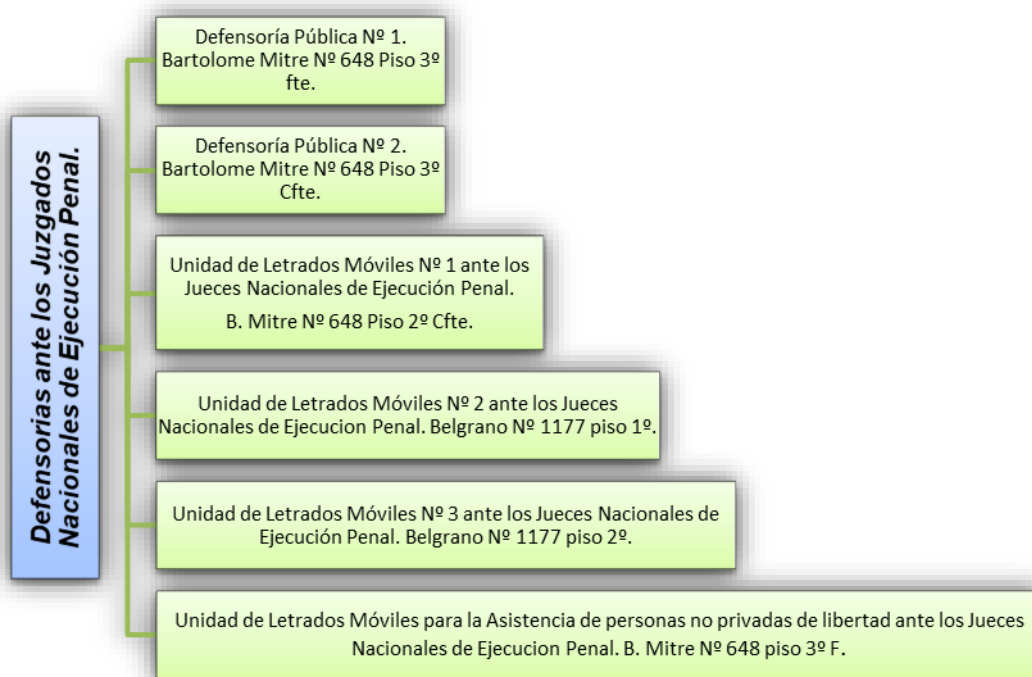 Defensorias ante los Juzgados
Nacionales de Ejecución Penal.
Defensoría Pública Nº 1.
Bartolome Mitre Nº 648 Piso 3º
fte.
Defensoría Pública Nº 2.
Bartolome Mitre Nº 648 Piso 3º
Cfte.
Unidad de Letrados Móviles Nº 1 ante los
Jueces Nacionales de Ejecución Penal.
B. Mitre Nº 648 Piso 2º Cfte.
Unidad de Letrados Móviles Nº 2 ante los Jueces
Nacionales de Ejecucion Penal. Belgrano Nº 1177 piso 1º.
Unidad de Letrados Móviles Nº 3 ante los Jueces Nacionales de
Ejecución Penal. Belgrano Nº 1177 piso 2º.
Unidad de Letrados Móviles para la Asistencia de personas no privadas de libertad ante los Jueces
Nacionales de Ejecucion Penal. B. Mitre Nº 648 piso 3º F.